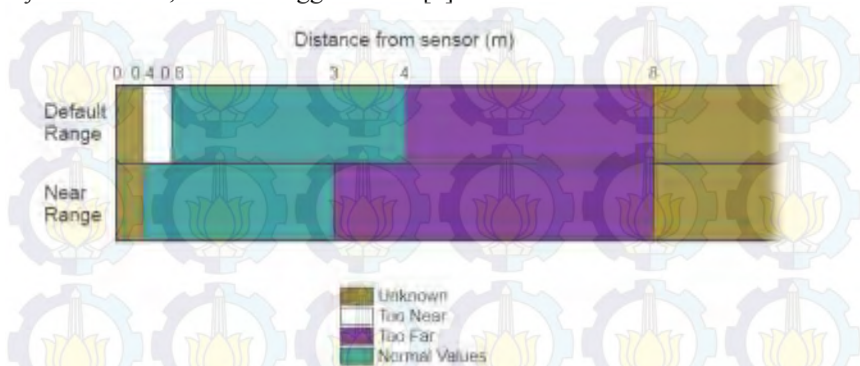 Distance from sensor (m)
0 0.4 0.8 3 4 8
Default
Range
Near
Range
Unknown
Too Near
Too Far
Normal Values